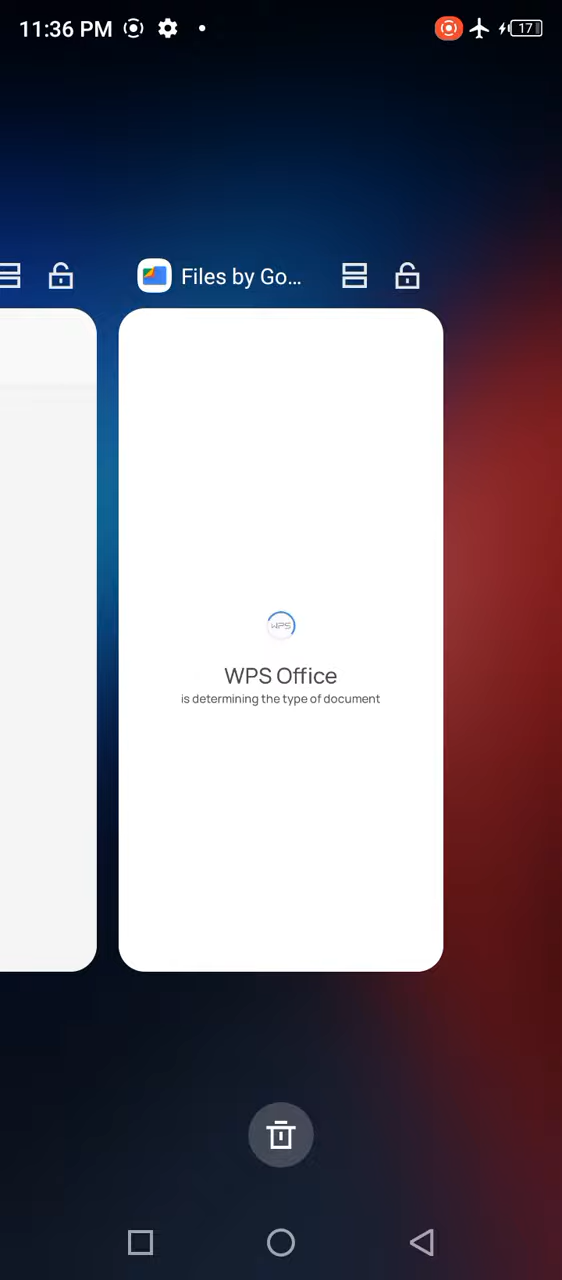 11:36 PM
17
Files by Go...
WPS
WPS Office
is determining the type of document